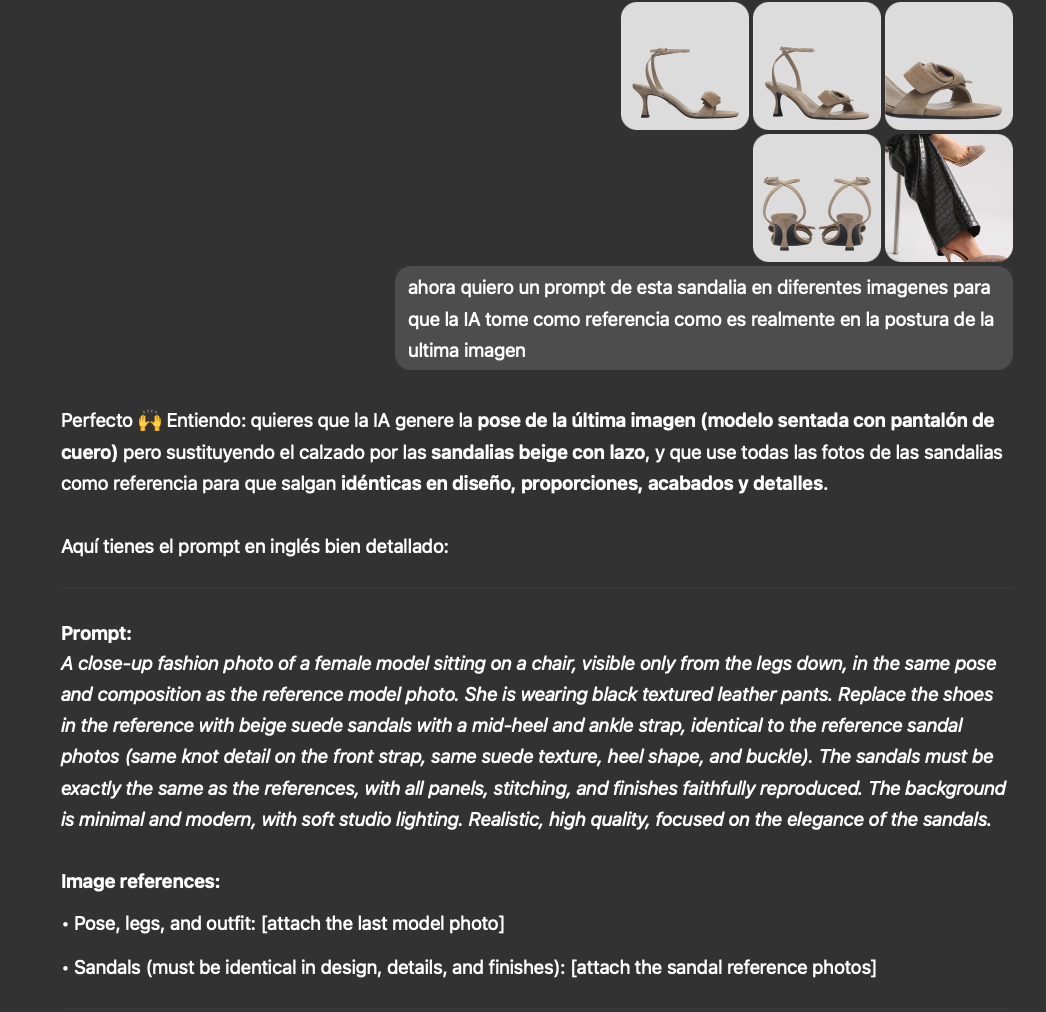 ahora quiero un prompt de esta sandalia en diferentes imagenes para
que la IA tome como referencia como es realmente en la postura de la
ultima imagen
Perfecto 🙌 Entiendo: quieres que la IA genere la pose de la última imagen (modelo sentada con pantalón de
cuero) pero sustituyendo el calzado por las sandalias beige con lazo, y que use todas las fotos de las sandalias
como referencia para que salgan idénticas en diseño, proporciones, acabados y detalles.
Aquí tienes el prompt en inglés bien detallado:
Prompt:
A close-up fashion photo of a female model sitting on a chair, visible only from the legs down, in the same pose
and composition as the reference model photo. She is wearing black textured leather pants. Replace the shoes
in the reference with beige suede sandals with a mid-heel and ankle strap, identical to the reference sandal
photos (same knot detail on the front strap, same suede texture, heel shape, and buckle). The sandals must be
exactly the same as the references, with all panels, stitching, and finishes faithfully reproduced. The background
is minimal and modern, with soft studio lighting. Realistic, high quality, focused on the elegance of the sandals.
Image references:
• Pose, legs, and outfit: [attach the last model photo]
• Sandals (must be identical in design, details, and finishes): [attach the sandal reference photos]